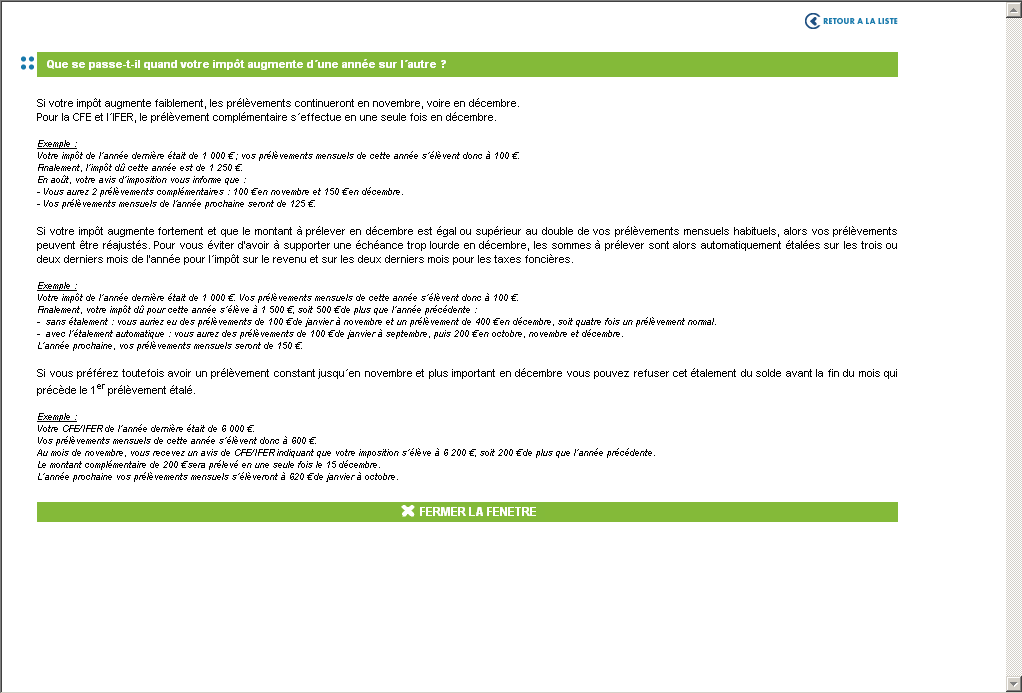 RETOUR A LA LISTE
Que se passe-t-il quand votre impôt augmente d´une année sur l´autre ?
Si votre impôt augmente faiblement, les prélèvements continueront en novembre, voire en décembre.
Pour la CFE et l´IFER, le prélèvement complémentaire s´effectue en une seule fois en décembre.
Exemple :
Votre impôt de l´année dernière était de 1 000 € ; vos prélèvements mensuels de cette année s´élèvent donc à 100 €.
Finalement, l´impôt dû cette année est de 1 250 €.
En août, votre avis d´imposition vous informe que :
- Vous aurez 2 prélèvements complémentaires : 100 € en novembre et 150 € en décembre.
- Vos prélèvements mensuels de l'année prochaine seront de 125 €.
Si votre impôt augmente fortement et que le montant à prélever en décembre est égal ou supérieur au double de vos prélèvements mensuels habituels, alors vos prélèvements
peuvent être réajustés. Pour vous éviter d'avoir à supporter une échéance trop lourde en décembre, les sommes à prélever sont alors automatiquement étalées sur les trois ou
deux derniers mois de l'année pour l´impôt sur le revenu et sur les deux derniers mois pour les taxes foncières.
Exemple :
Votre impôt de l´année dernière était de 1 000 €. Vos prélèvements mensuels de cette année s´élèvent donc à 100 €.
Finalement, votre impôt dû pour cette année s´élève à 1 500 €, soit 500 € de plus que l´année précédente :
- sans étalement : vous auriez eu des prélèvements de 100 € de janvier à novembre et un prélèvement de 400 € en décembre, soit quatre fois un prélèvement normal.
- avec l´étalement automatique : vous aurez des prélèvements de 100 € de janvier à septembre, puis 200 € en octobre, novembre et décembre.
L´année prochaine, vos prélèvements mensuels seront de 150 €.
Si vous préférez toutefois avoir un prélèvement constant jusqu´en novembre et plus important en décembre vous pouvez refuser cet étalement du solde avant la fin du mois qui
précède le 1er prélèvement étalé.
Exemple :
Votre CFE/IFER de l´année dernière était de 6 000 €.
Vos prélèvements mensuels de cette année s´élèvent donc à 600 €.
Au mois de novembre, vous recevez un avis de CFE/IFER indiquant que votre imposition s´élève à 6 200 €, soit 200 € de plus que l´année précédente.
Le montant complémentaire de 200 € sera prélevé en une seule fois le 15 décembre.
L´année prochaine vos prélèvements mensuels s´élèveront à 620 € de janvier à octobre.
FERMER LA FENETRE